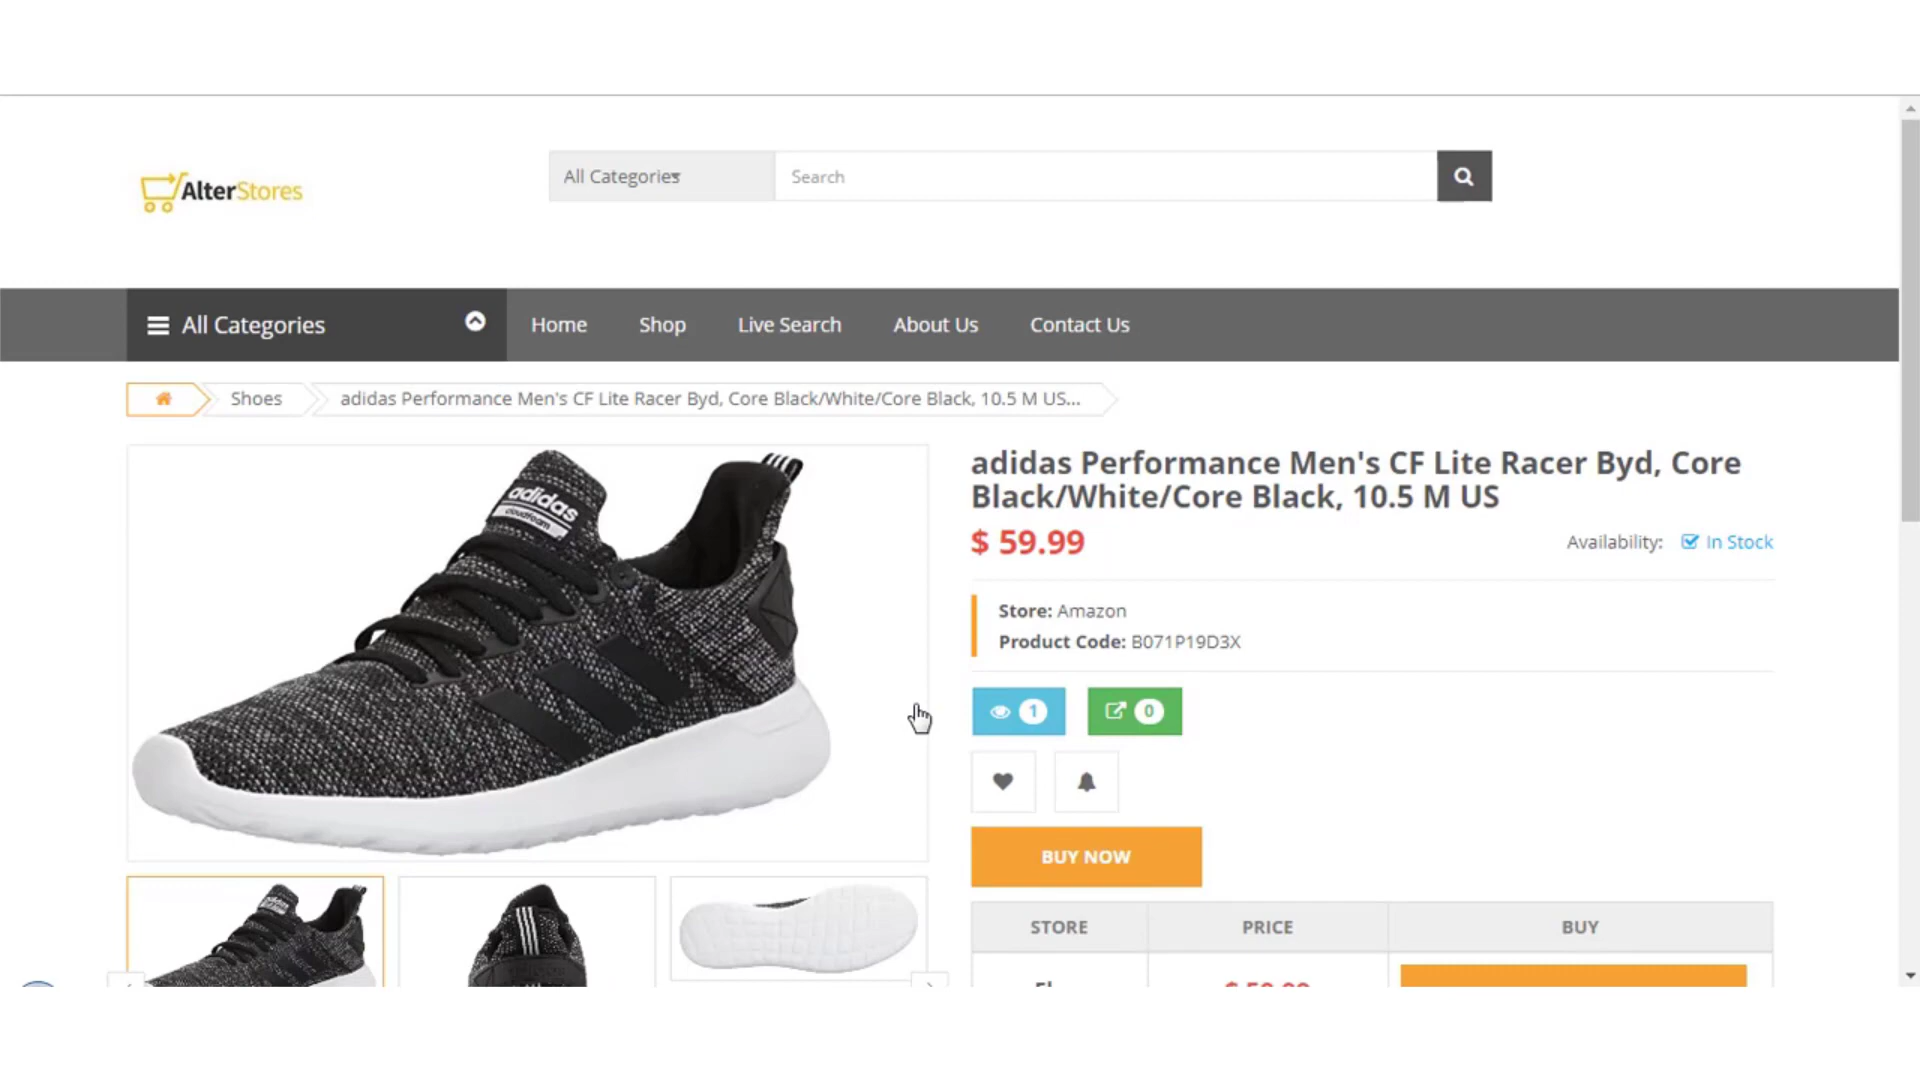 AlterStores
All Categories
Search
All Categories
Home
Shop
Live Search
About Us
Contact Us
Shoes
adidas Performance Men's CF Lite Racer Byd, Core Black/White/Core Black, 10.5 M US...
adidas
cloudfoam
adidas Performance Men's CF Lite Racer Byd, Core
Black/White/Core Black, 10.5 M US
$ 59.99
Availability: In Stock
Store: Amazon
Product Code: B071P19D3X
1
0
BUY NOW
STORE PRICE BUY
adidas